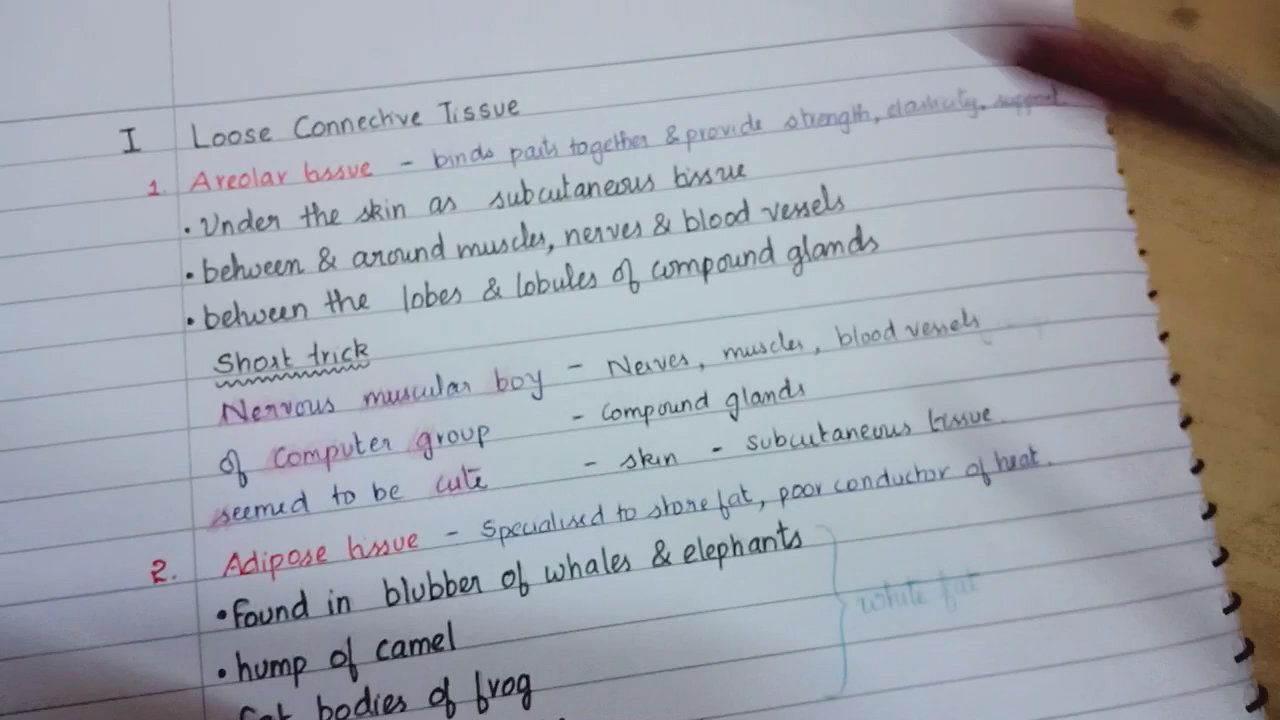 I Loose Connective Tissue
1. Areolar tissue - binds parts together & provide strength, elasticity, support
• Under the skin as subcutaneous tissue
• between & around muscles, nerves & blood vessels
• between the lobes & lobules of compound glands
Short trick
Nervous muscular boy - Nerves, muscles, blood vessels
of Computer group - compound glands
seemed to be cute - skin - subcutaneous tissue.
2. Adipose tissue - Specialised to store fat, poor conductor of heat.
• Found in blubber of whales & elephants
white fat
• hump of camel
Fat bodies of frog